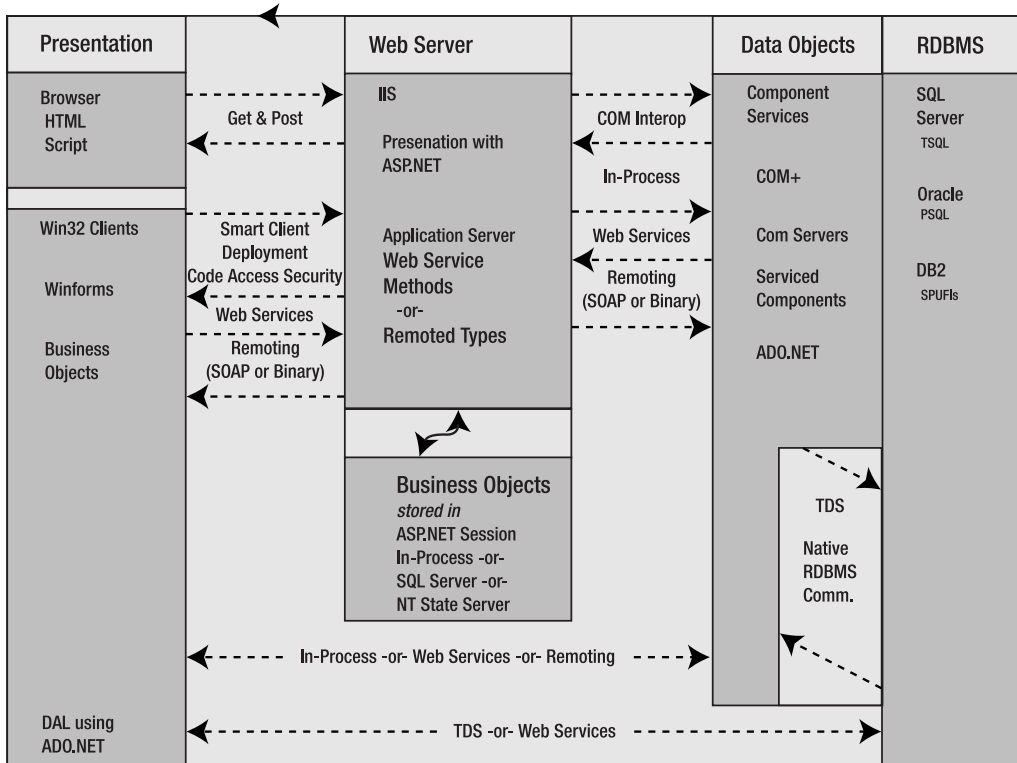 Presentation
Web Server
Data Objects
RDBMS
Browser
HTML
Script
Get & Post
IIS
Presenation with
ASP.NET
COM Interop
In-Process
Component
Services
COM+
SQL
Server
TSQL
Oracle
PSQL
Win32 Clients
Winforms
Business
Objects
Smart Client
Deployment
Code Access Security
Web Services
Remoting
(SOAP or Binary)
Application Server
Web Service
Methods
-or-
Remoted Types
Web Services
Remoting
(SOAP or Binary)
Com Servers
Serviced
Components
ADO.NET
DB2
SPUFIs
Business Objects
stored in
ASP.NET Session
In-Process -or-
SQL Server -or-
NT State Server
TDS
Native
RDBMS
Comm.
In-Process -or- Web Services -or- Remoting
DAL using
ADO.NET
TDS -or- Web Services